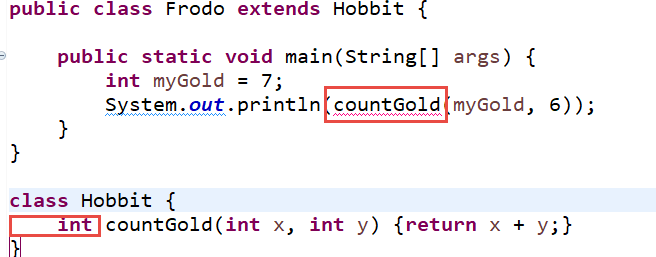 public class Frodo extends Hobbit {
public static void main(String[] args) {
int myGold = 7;
System.out.println(countGold(myGold, 6));
}
}
class Hobbit {
int countGold(int x, int y) {return x + y;}
}